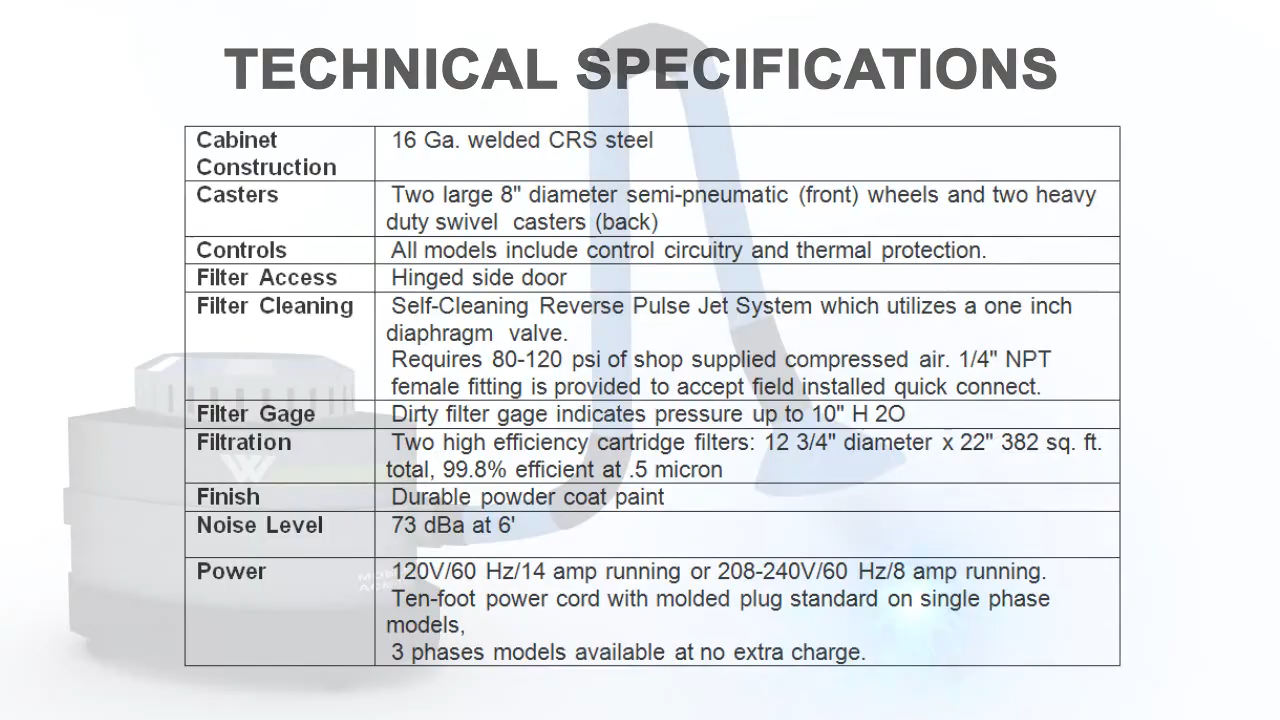 TECHNICAL SPECIFICATIONS
Cabinet Construction
16 Ga. welded CRS steel
Casters
Two large 8" diameter semi-pneumatic (front) wheels and two heavy
duty swivel casters (back)
Controls
All models include control circuitry and thermal protection.
Filter Access
Hinged side door
Filter Cleaning
Self-Cleaning Reverse Pulse Jet System which utilizes a one inch
diaphragm valve.
Requires 80-120 psi of shop supplied compressed air. 1/4" NPT
female fitting is provided to accept field installed quick connect.
Filter Gage
Dirty filter gage indicates pressure up to 10" H 2O
Filtration
Two high efficiency cartridge filters: 12 3/4" diameter x 22" 382 sq. ft.
total, 99.8% efficient at .5 micron
Finish
Durable powder coat paint
Noise Level
73 dBa at 6'
Power
120V/60 Hz/14 amp running or 208-240V/60 Hz/8 amp running.
Ten-foot power cord with molded plug standard on single phase
models,
3 phases models available at no extra charge.